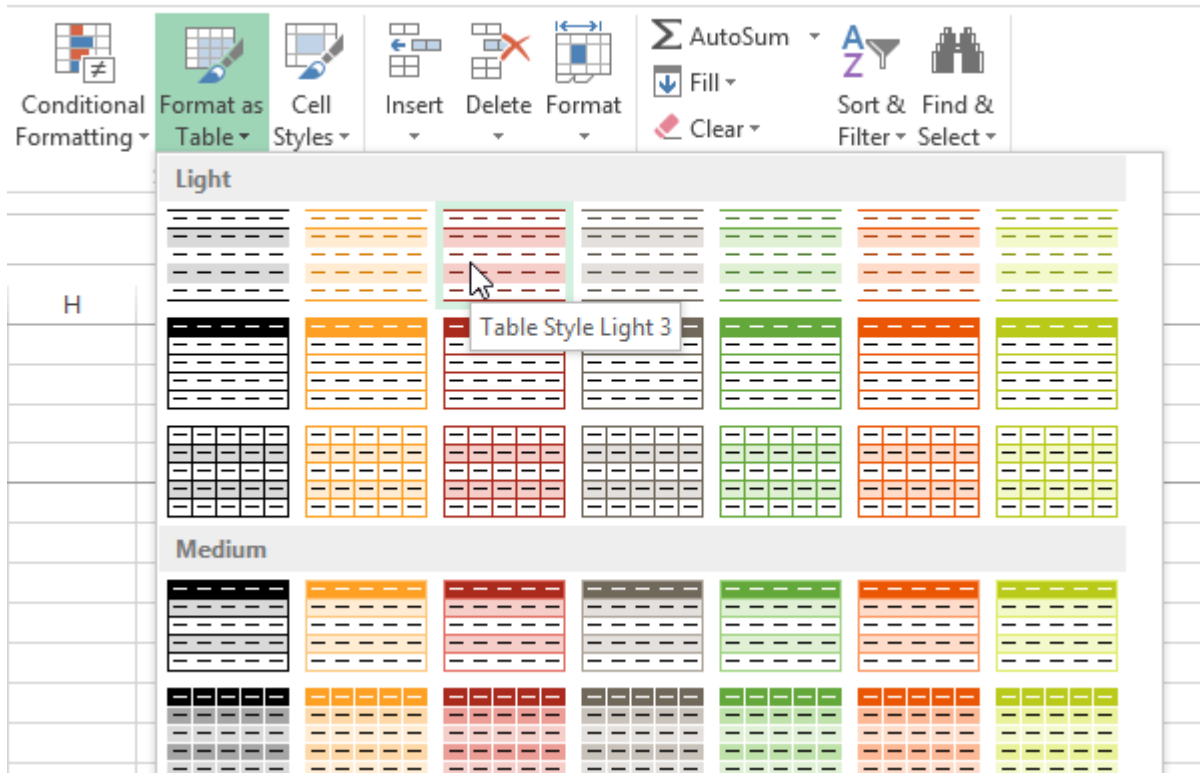 AutoSum
Fill
Conditional Format as Cell Insert Delete Format Sort & Find &
Formatting Table Styles Clear Filter Select
Light
H
Table Style Light 3
Medium